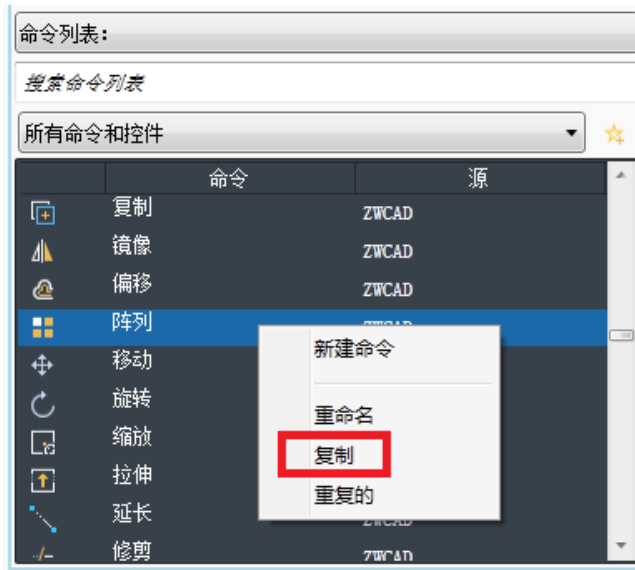 命令列表：
搜索命令列表
所有命令和控件
命令 源
复制 ZWCAD
镜像 ZWCAD
偏移 ZWCAD
阵列
移动
旋转
缩放
拉伸
延长
修剪 ZWCAD
新建命令
重命名
复制
重复的